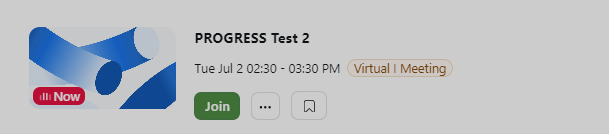 PROGRESS Test 2
Tue Jul 2 02:30 - 03:30 PM Virtual I Meeting
Now
Join